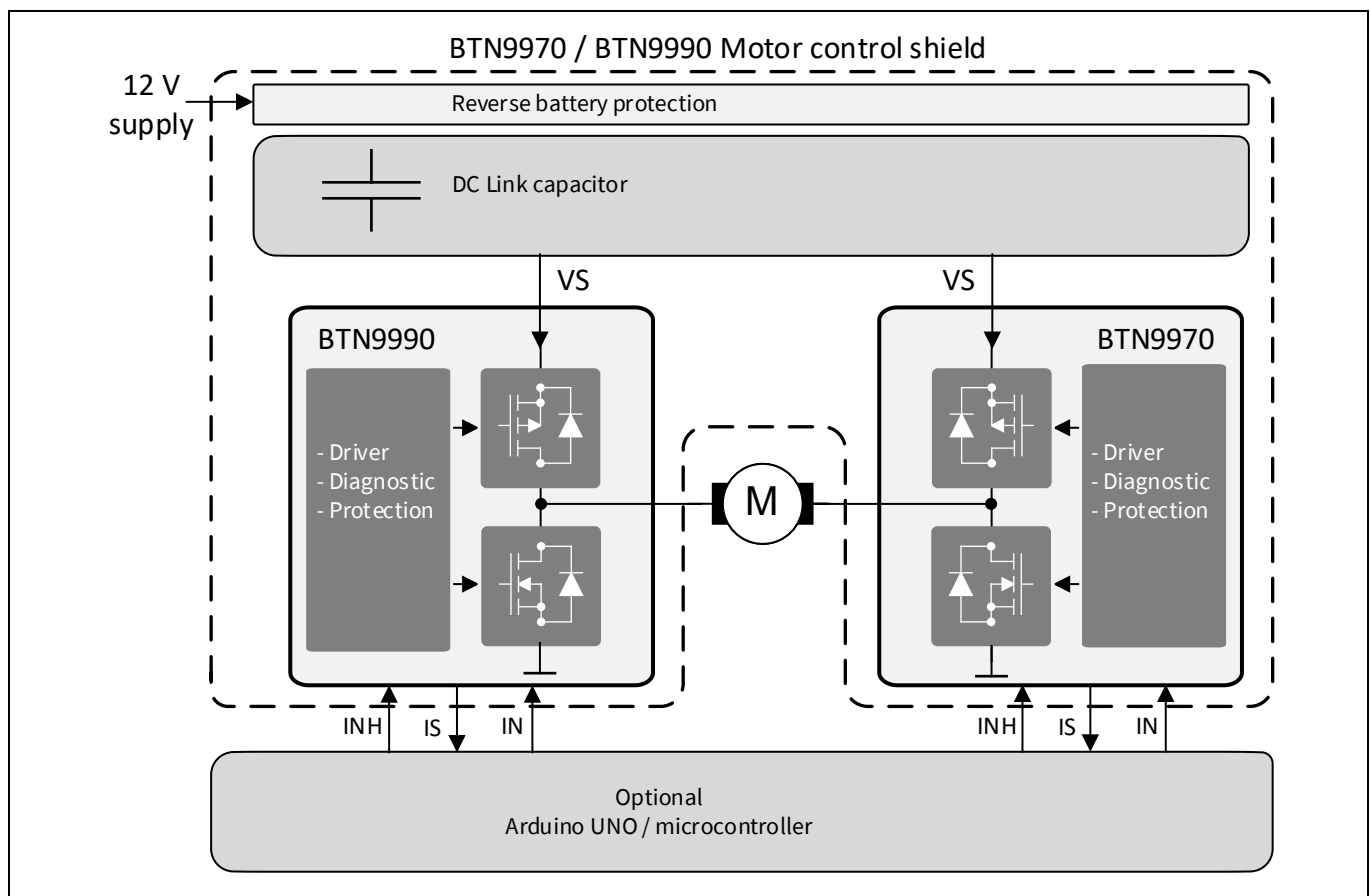 BTN9970 / BTN9990 Motor control shield
12 V
supply
Reverse battery protection
DC Link capacitor
VS
VS
BTN9990
BTN9970
- Driver
- Diagnostic
- Protection
M
- Driver
- Diagnostic
- Protection
INH
IS
IN
INH
IS
IN
Optional
Arduino UNO / microcontroller